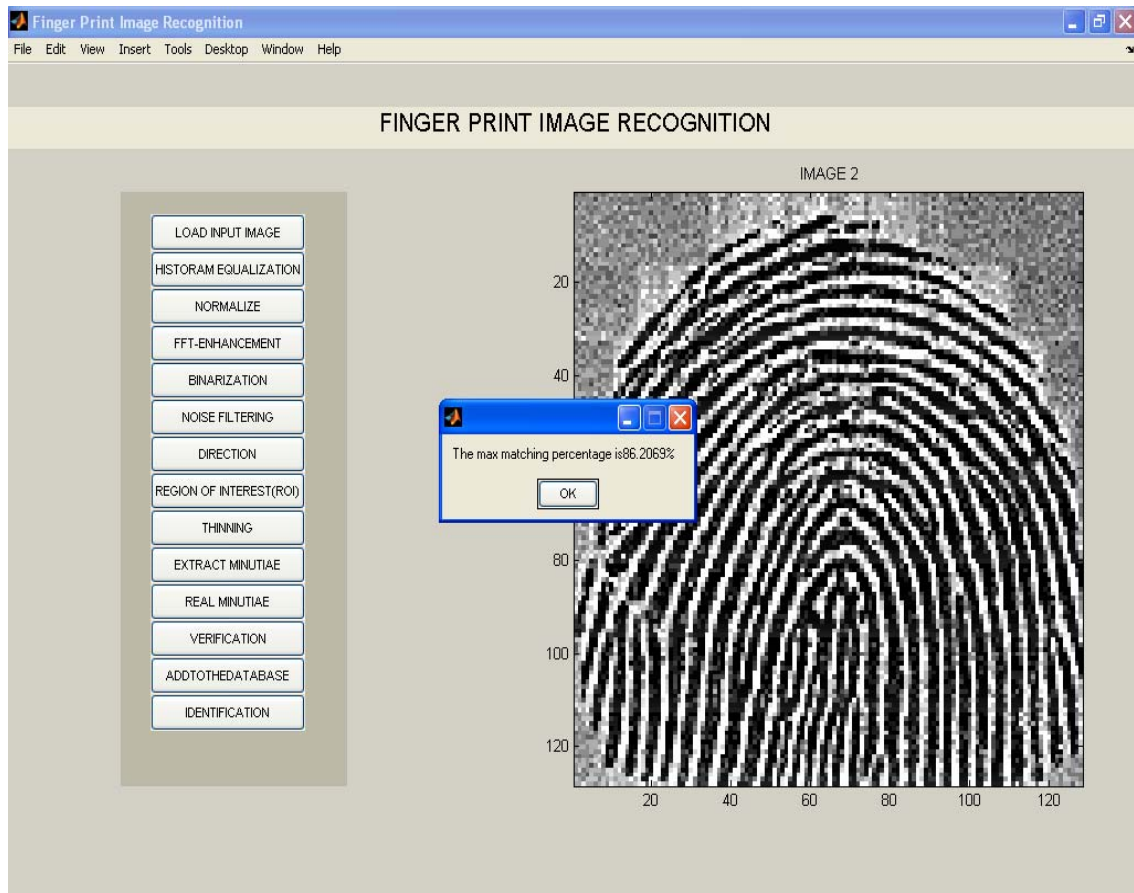 Finger Print Image Recognition
File Edit View Insert Tools Desktop Window Help
FINGER PRINT IMAGE RECOGNITION
LOAD INPUT IMAGE
HISTORAM EQUALIZATION
NORMALIZE
FFT-ENHANCEMENT
BINARIZATION
NOISE FILTERING
DIRECTION
REGION OF INTEREST(ROI)
THINNING
EXTRACT MINUTIAE
REAL MINUTIAE
VERIFICATION
ADDTOTHEDATABASE
IDENTIFICATION
The max matching percentage is86.2069%
OK
IMAGE 2
20
40
80
100
120
20 40 60 80 100 120